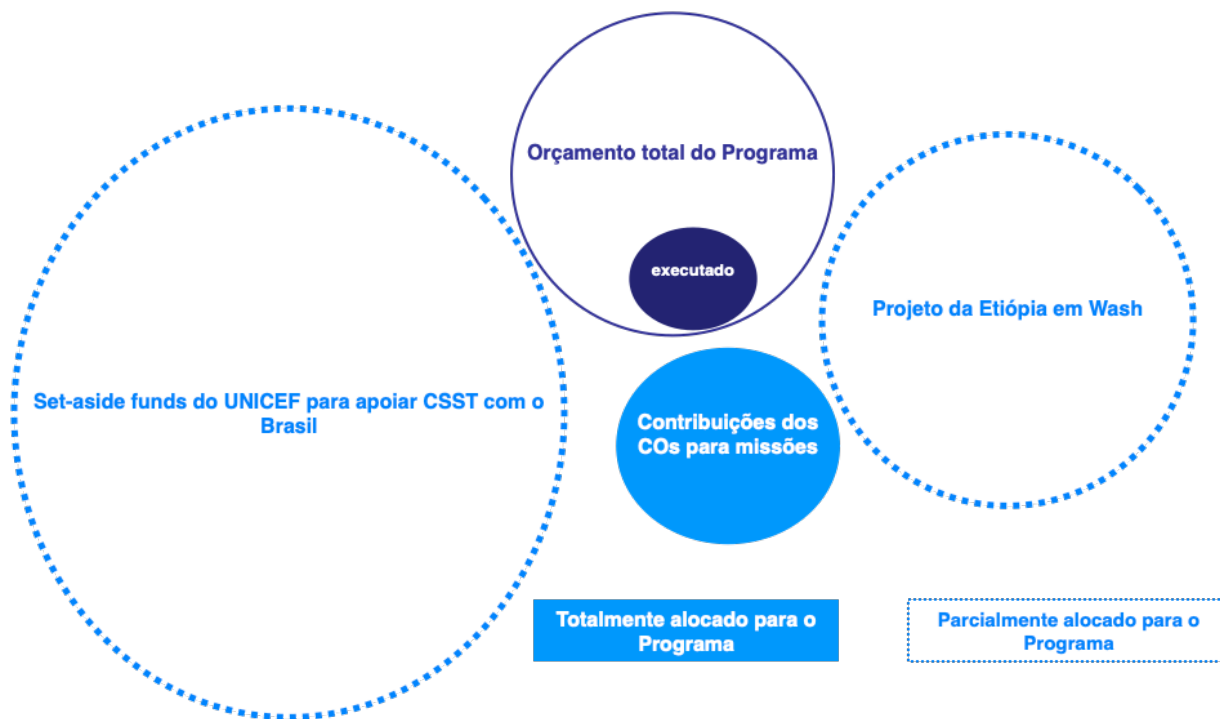 Orçamento total do Programa
executado
Projeto da Etiópia em Wash
Set-aside funds do UNICEF para apoiar CSST com o
Brasil
Contribuições dos
COs para missões
Totalmente alocado para o
Programa
Parcialmente alocado para o
Programa